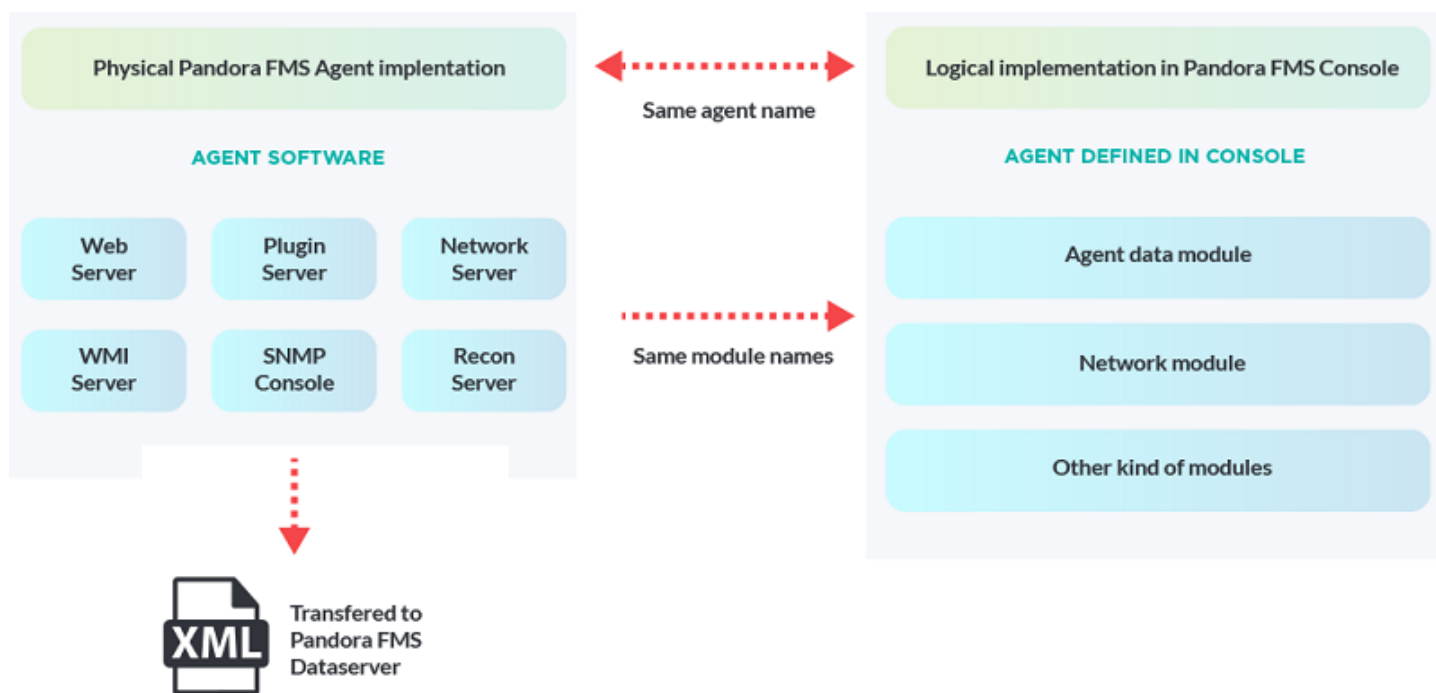 Physical Pandora FMS Agent implentation
Same agent name
Logical implementation in Pandora FMS Console
AGENT SOFTWARE
Web
Server
Plugin
Server
Network
Server
WMI
Server
SNMP
Console
Recon
Server
Same module names
AGENT DEFINED IN CONSOLE
Agent data module
Network module
Other kind of modules
XML
Transfered to
Pandora FMS
Dataserver